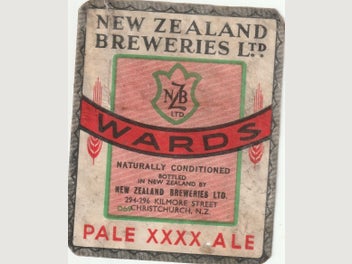 NEW ZEALAND
BREWERIES LTD.
NZB
LTD
WARDS
NATURALLY CONDITIONED
BOTTLED
IN NEW ZEALAND BY
NEW ZEALAND BREWERIES LTD.
294-296 KILMORE STREET
CHRISTCHURCH, N.Z.
PALE XXXX ALE